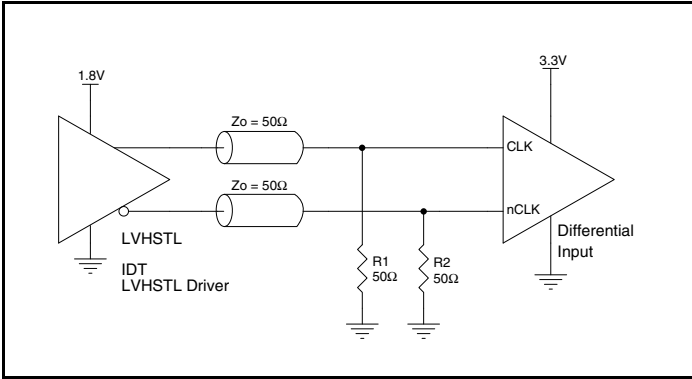 1.8V
3.3V
Zo = 50Ω
CLK
Zo = 50Ω
nCLK
LVHSTL
IDT
LVHSTL Driver
R1
50Ω
R2
50Ω
Differential
Input